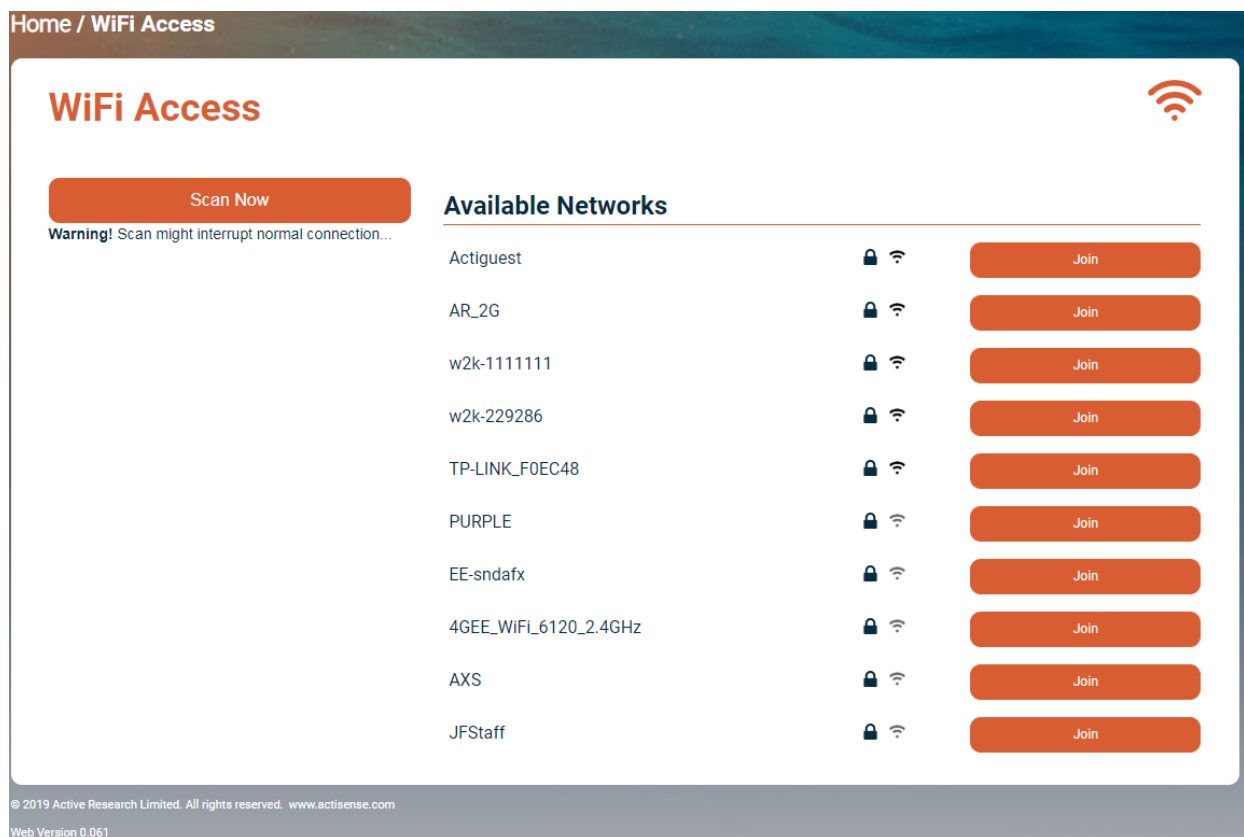 Home / WiFi Access
WiFi Access
Scan Now
Warning! Scan might interrupt normal connection...
Available Networks
Actiguest Join
AR_2G Join
w2k-1111111 Join
w2k-229286 Join
TP-LINK_F0EC48 Join
PURPLE Join
EE-sndafx Join
4GEE_WiFi_6120_2.4GHz Join
AXS Join
JFStaff Join
© 2019 Active Research Limited. All rights reserved. www.actisense.com
Web Version 0.061